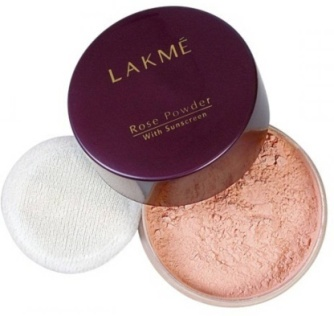 LAKMÉ
Rose Powder
With Sunscreen